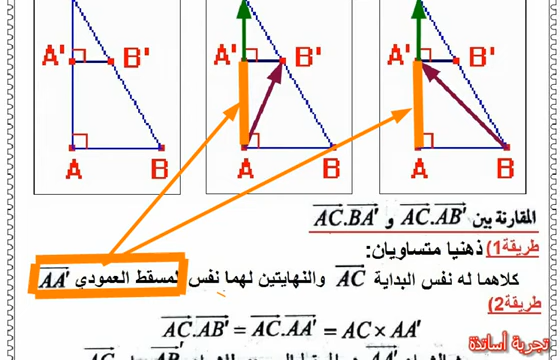 A' B' A' B' A' B'
A B A B A B
المقارنة بين AC.AB' و AC.BA'
طريقة1) ذهنيا متساويان:
كلاهما له نفس البداية AC والنهايتين لهما نفس المسقط العمودي AA'
طريقة2)
AC.AB' = AC.AA' = AC × AA'
تجربة أساتذة